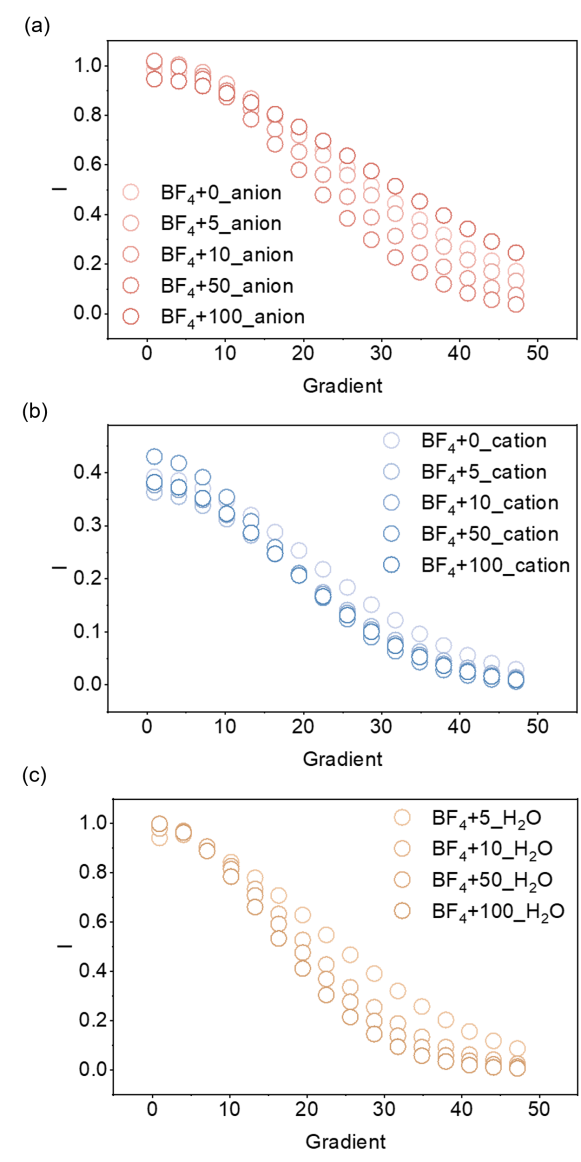 (a)
1.0
0.8
0.6
0.4
0.2
0.0
I
BF₄+0_anion
BF₄+5_anion
BF₄+10_anion
BF₄+50_anion
BF₄+100_anion
0 10 20 30 40 50
Gradient
(b)
0.4
0.3
0.2
0.1
0.0
I
BF₄+0_cation
BF₄+5_cation
BF₄+10_cation
BF₄+50_cation
BF₄+100_cation
0 10 20 30 40 50
Gradient
(c)
1.0
0.8
0.6
0.4
0.2
0.0
I
BF₄+5_H₂O
BF₄+10_H₂O
BF₄+50_H₂O
BF₄+100_H₂O
0 10 20 30 40 50
Gradient